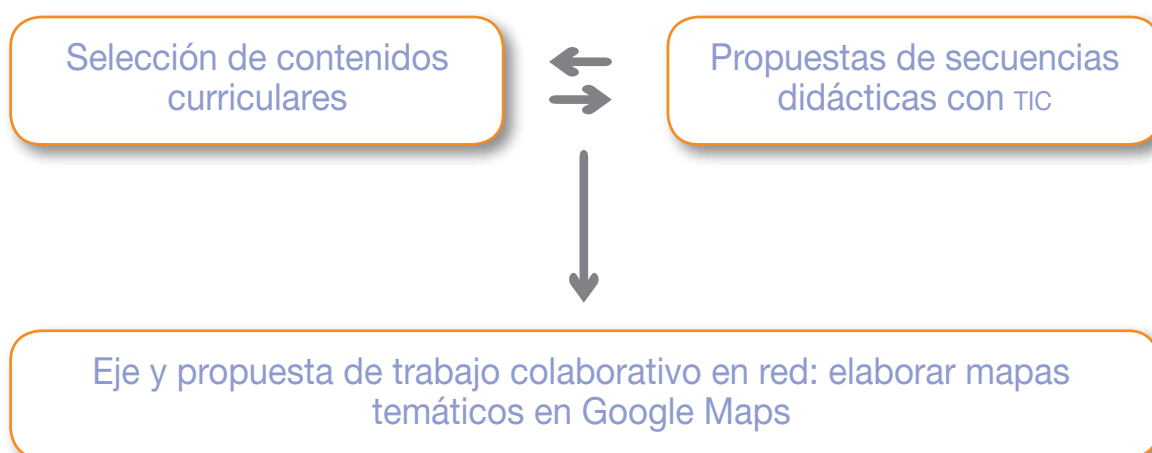 Selección de contenidos
curriculares
Propuestas de secuencias
didácticas con TIC
Eje y propuesta de trabajo colaborativo en red: elaborar mapas
temáticos en Google Maps